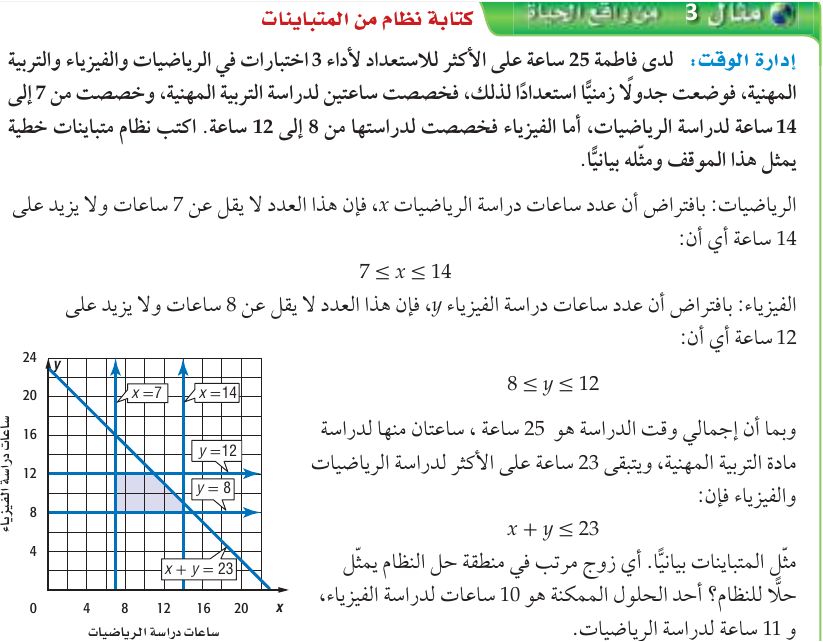 مثال 3 من واقع الحياة
كتابة نظام من المتباينات
إدارة الوقت: لدى فاطمة 25 ساعة على الأكثر للاستعداد لأداء 3 اختبارات في الرياضيات والفيزياء والتربية
المهنية، فوضعت جدولًا زمنيًّا استعدادًا لذلك، فخصصت ساعتين لدراسة التربية المهنية، وخصصت من 7 إلى
14 ساعة لدراسة الرياضيات، أما الفيزياء فخصصت لدراستها من 8 إلى 12 ساعة. اكتب نظام متباينات خطية
يمثل هذا الموقف ومثّله بيانيًّا.
الرياضيات: بافتراض أن عدد ساعات دراسة الرياضيات x، فإن هذا العدد لا يقل عن 7 ساعات ولا يزيد على
14 ساعة أي أن:
7 ≤ x ≤ 14
الفيزياء: بافتراض أن عدد ساعات دراسة الفيزياء y، فإن هذا العدد لا يقل عن 8 ساعات ولا يزيد على
12 ساعة أي أن:
8 ≤ y ≤ 12
وبما أن إجمالي وقت الدراسة هو 25 ساعة ، ساعتان منها لدراسة
مادة التربية المهنية، ويتبقى 23 ساعة على الأكثر لدراسة الرياضيات
والفيزياء فإن:
x + y ≤ 23
مثّل المتباينات بيانيًّا. أي زوج مرتب في منطقة حل النظام يمثّل
حلًّا للنظام؟ أحد الحلول الممكنة هو 10 ساعات لدراسة الفيزياء،
و 11 ساعة لدراسة الرياضيات.
24
y
20
x = 7
x = 14
16
y = 12
12
y = 8
8
4
x + y = 23
0 4 8 12 16 20 x
ساعات دراسة الفيزياء
ساعات دراسة الرياضيات